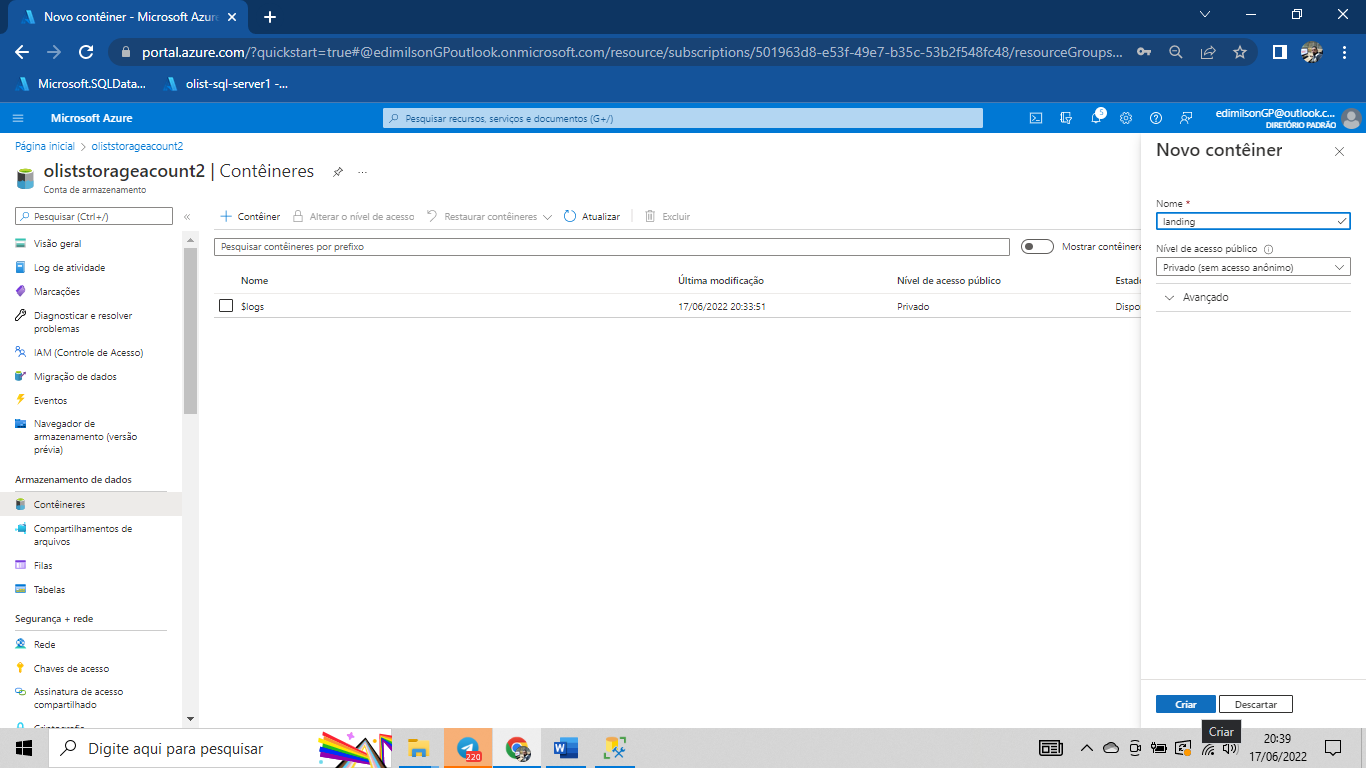 Novo contêiner - Microsoft Azure
portal.azure.com/?quickstart=true#@edimilsonGPoutlook.onmicrosoft.com/resource/subscriptions/501963d8-e53f-49e7-b35c-53b2f548fc48/resourceGroups...
Microsoft.SQLData...
olist-sql-server1 -...
Microsoft Azure
Pesquisar recursos, serviços e documentos (G+/)
5
edimilsonGP@outlook.c...
DIRETÓRIO PADRÃO
Página inicial > oliststorageacount2
oliststorageacount2 | Contêineres
...
Conta de armazenamento
Pesquisar (Ctrl+/)
«
Visão geral
Log de atividade
Marcações
Diagnosticar e resolver
problemas
IAM (Controle de Acesso)
Migração de dados
Eventos
Navegador de
armazenamento (versão
prévia)
Armazenamento de dados
Contêineres
Compartilhamentos de
arquivos
Filas
Tabelas
Segurança + rede
Rede
Chaves de acesso
Assinatura de acesso
compartilhado
Contêiner
Alterar o nível de acesso
Restaurar contêineres
Atualizar
Excluir
Pesquisar contêineres por prefixo
Mostrar contêinere
Nome
Última modificação
Nível de acesso público
Estado
$logs
17/06/2022 20:33:51
Privado
Dispo
Novo contêiner
Nome *
landing
Nível de acesso público
Privado (sem acesso anônimo)
Avançado
Criar
Descartar
Criar
Digite aqui para pesquisar
220
20:39
17/06/2022